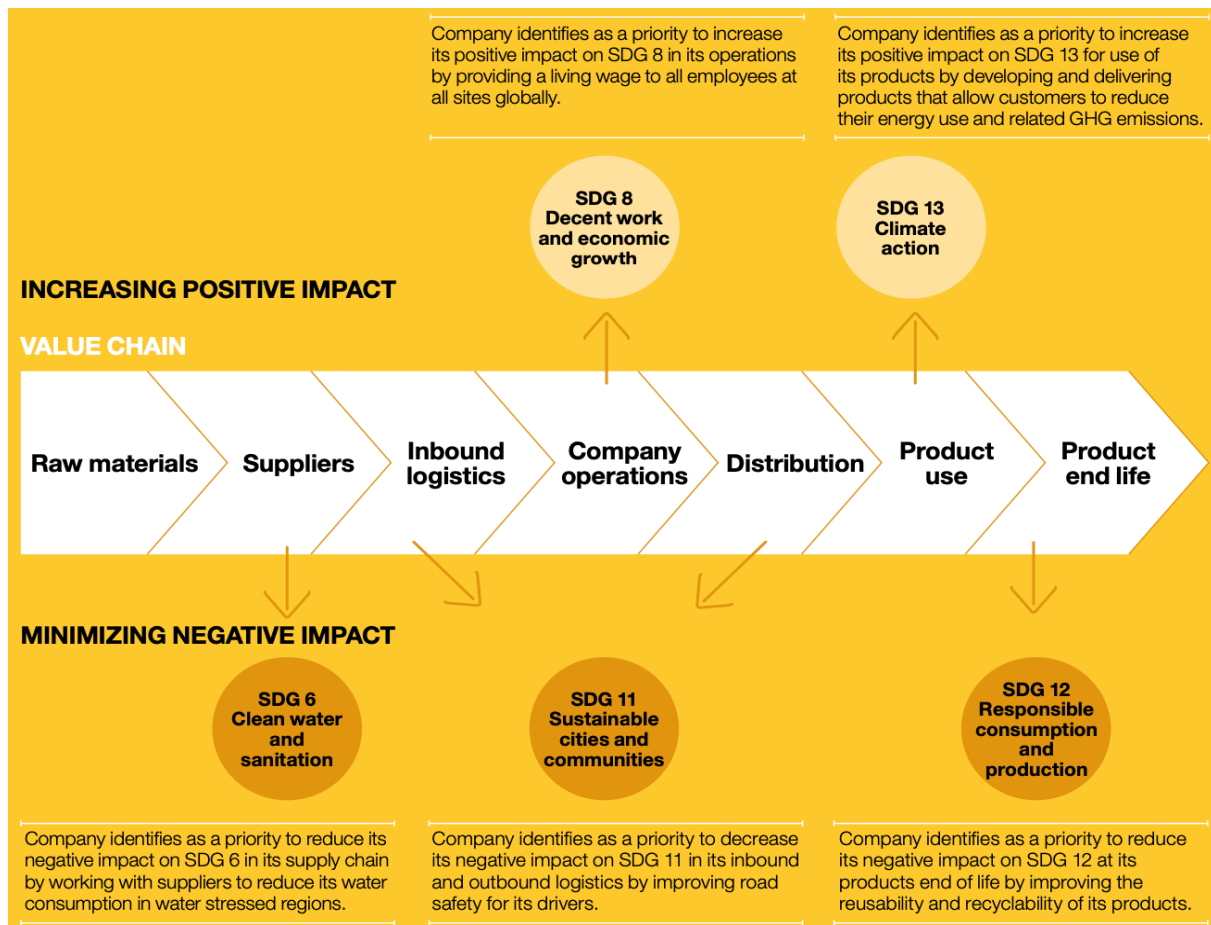 Company identifies as a priority to increase
its positive impact on SDG 8 in its operations
by providing a living wage to all employees at
all sites globally.
Company identifies as a priority to increase
its positive impact on SDG 13 for use of
its products by developing and delivering
products that allow customers to reduce
their energy use and related GHG emissions.
SDG 8
Decent work
and economic
growth
SDG 13
Climate
action
INCREASING POSITIVE IMPACT
VALUE CHAIN
Raw materials
Suppliers
Inbound
logistics
Company
operations
Distribution
Product
use
Product
end life
MINIMIZING NEGATIVE IMPACT
SDG 6
Clean water
and
sanitation
SDG 11
Sustainable
cities and
communities
SDG 12
Responsible
consumption
and
production
Company identifies as a priority to reduce its
negative impact on SDG 6 in its supply chain
by working with suppliers to reduce its water
consumption in water stressed regions.
Company identifies as a priority to decrease
its negative impact on SDG 11 in its inbound
and outbound logistics by improving road
safety for its drivers.
Company identifies as a priority to reduce
its negative impact on SDG 12 at its
products end of life by improving the
reusability and recyclability of its products.